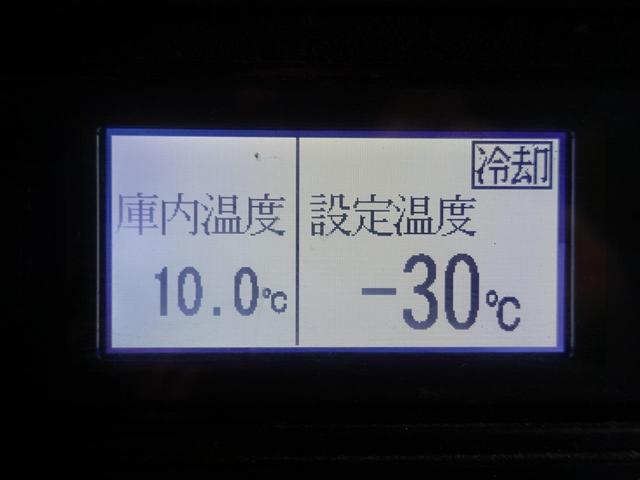 冷却
庫内温度
10.0℃
設定温度
-30℃